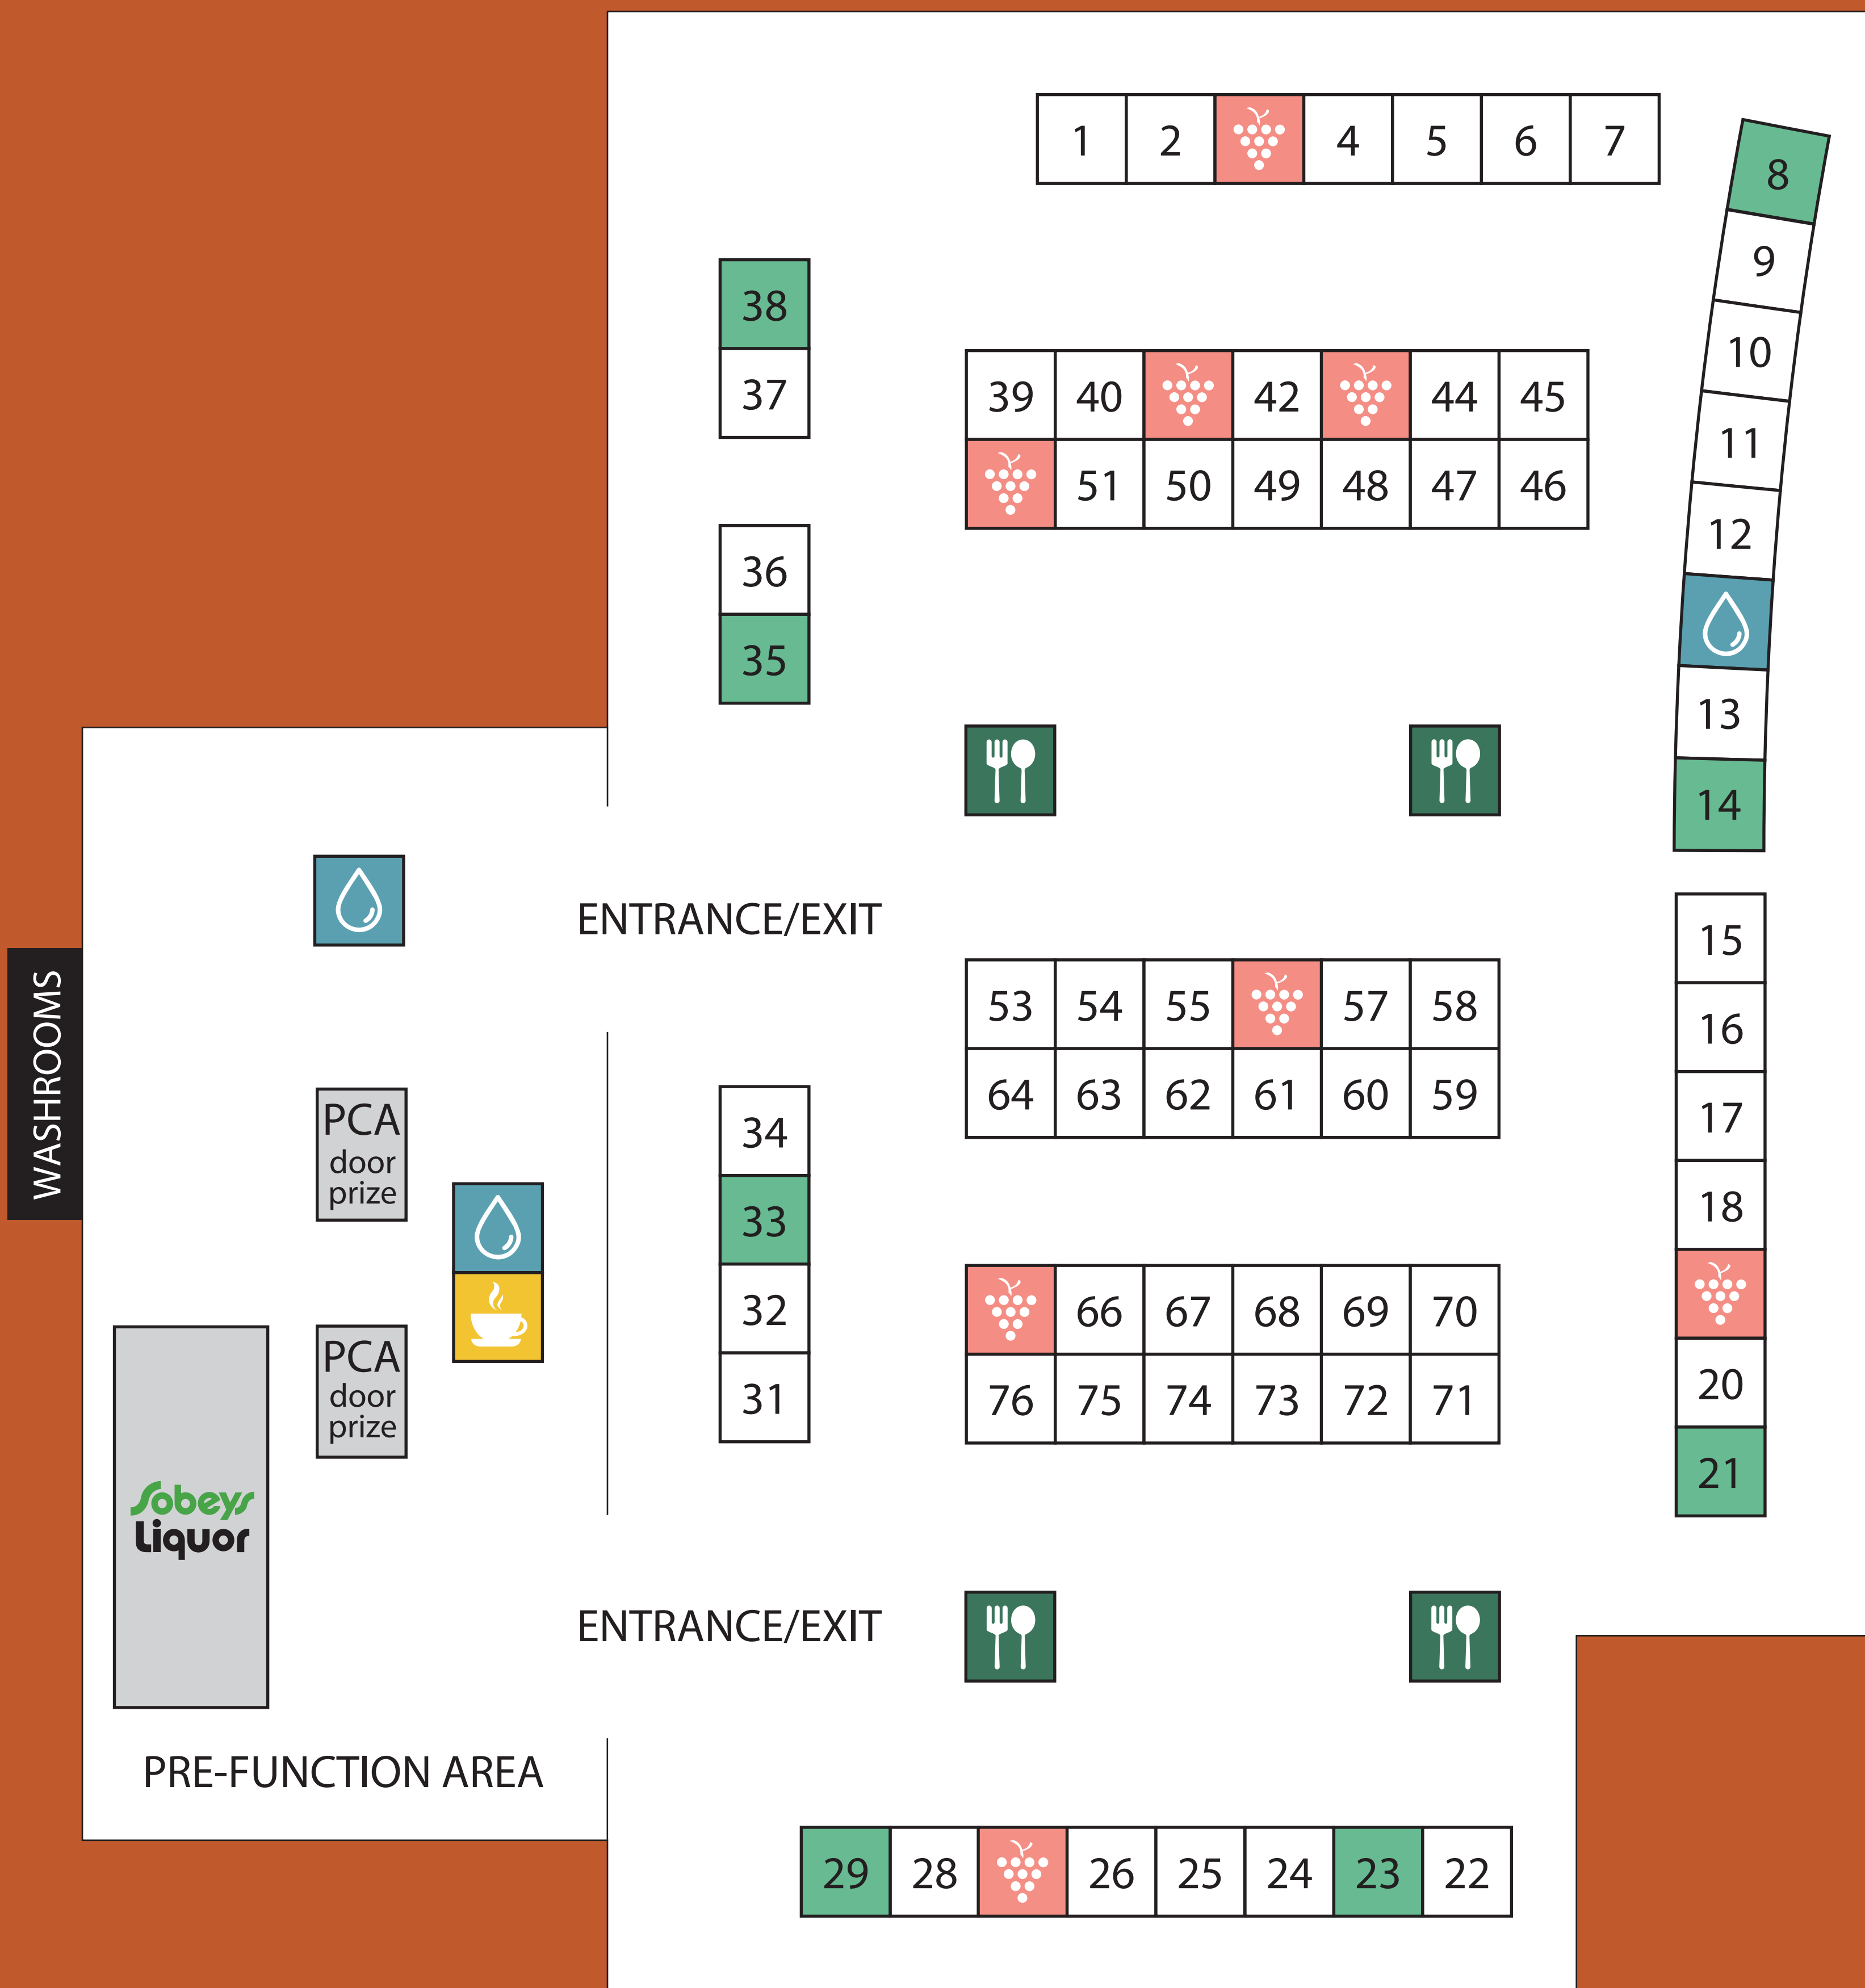 1 2 4 5 6 7
8
9
10
11
12
13
14
38
37
39 40 42 44 45
51 50 49 48 47 46
36
35
ENTRANCE/EXIT
WASHROOMS
15
16
17
18
20
21
53 54 55 57 58
64 63 62 61 60 59
PCA
door
prize
34
33
32
31
66 67 68 69 70
76 75 74 73 72 71
PCA
door
prize
Sobeys
Liquor
ENTRANCE/EXIT
PRE-FUNCTION AREA
29 28 26 25 24 23 22